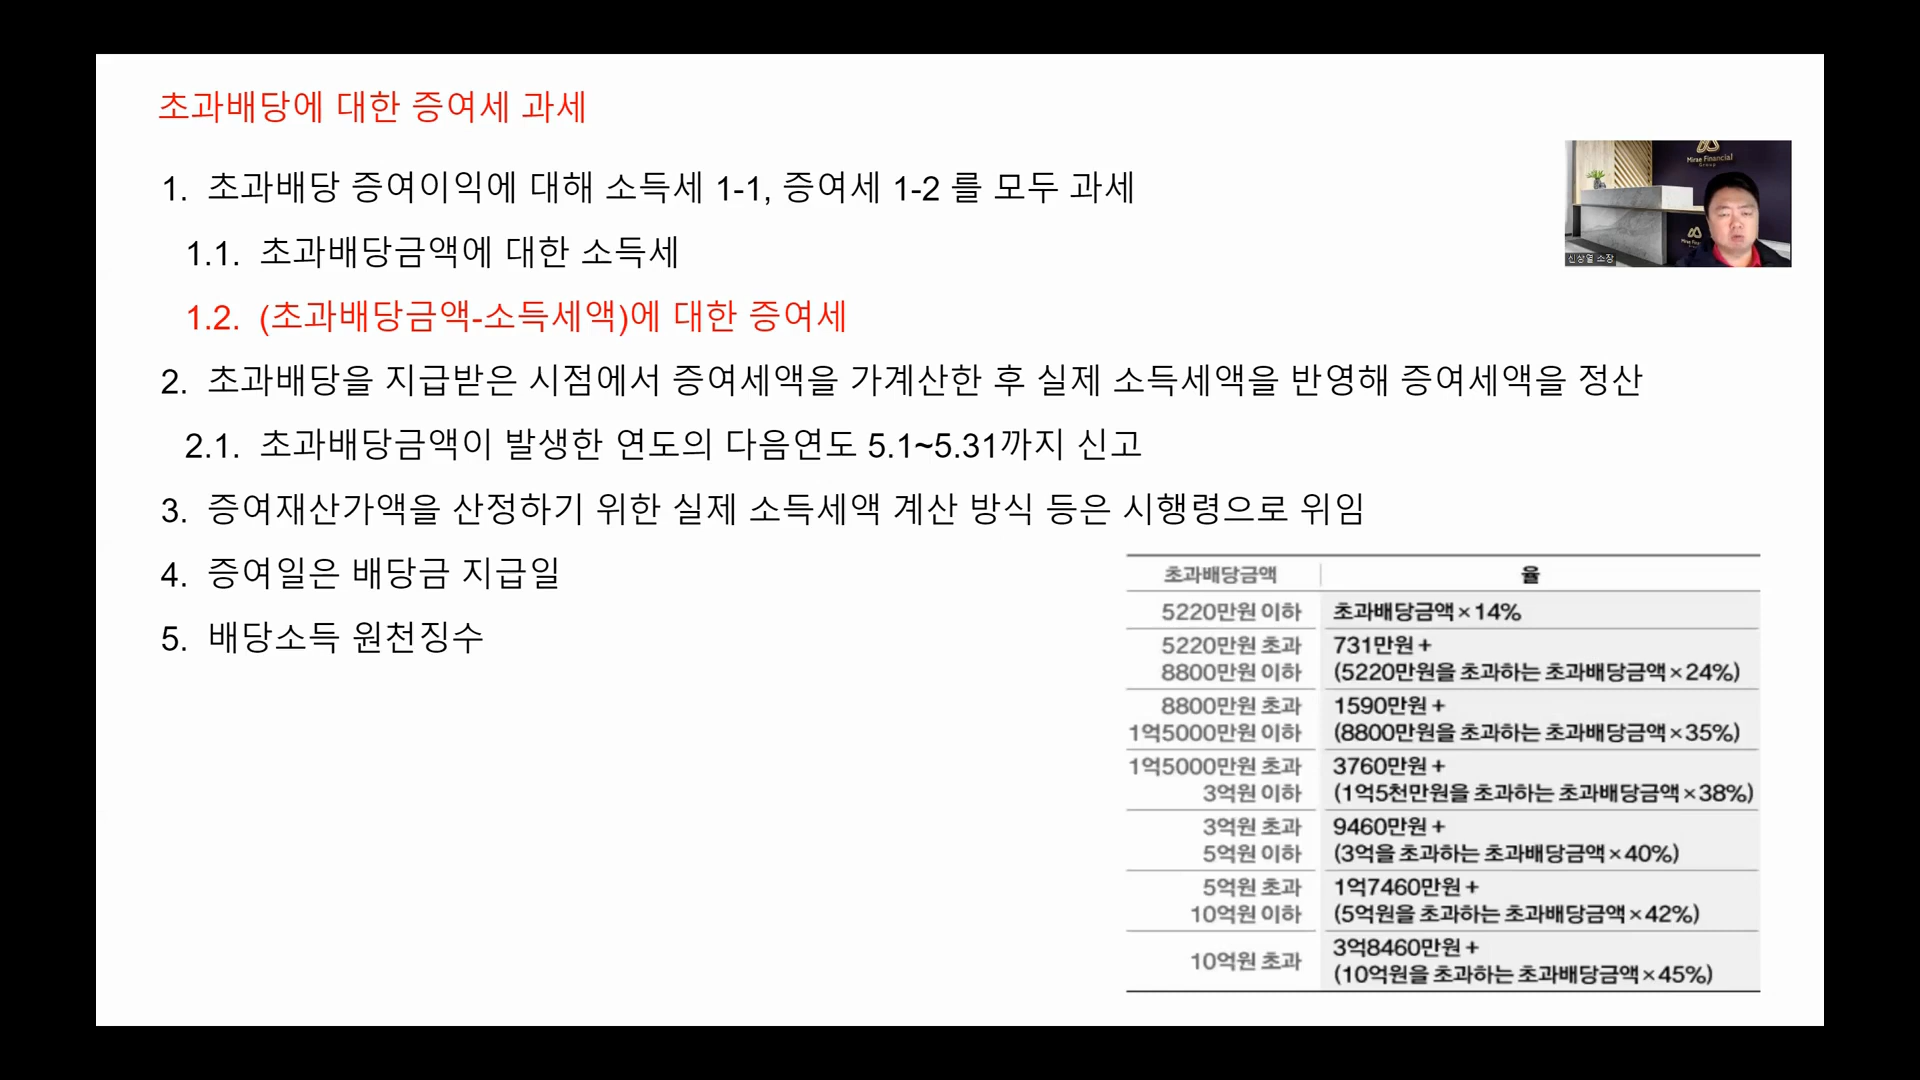 초과배당에 대한 증여세 과세
1. 초과배당 증여이익에 대해 소득세 1-1, 증여세 1-2 를 모두 과세
1.1. 초과배당금액에 대한 소득세
1.2. (초과배당금액-소득세액)에 대한 증여세
2. 초과배당을 지급받은 시점에서 증여세액을 가계산한 후 실제 소득세액을 반영해 증여세액을 정산
2.1. 초과배당금액이 발생한 연도의 다음연도 5.1~5.31까지 신고
3. 증여재산가액을 산정하기 위한 실제 소득세액 계산 방식 등은 시행령으로 위임
4. 증여일은 배당금 지급일
5. 배당소득 원천징수
Mirae Financial
Group
신상열 소장
초과배당금액 율
5220만원 이하 초과배당금액×14%
5220만원 초과 731만원 +
8800만원 이하 (5220만원을 초과하는 초과배당금액×24%)
8800만원 초과 1590만원 +
1억5000만원 이하 (8800만원을 초과하는 초과배당금액×35%)
1억5000만원 초과 3760만원 +
3억원 이하 (1억5천만원을 초과하는 초과배당금액×38%)
3억원 초과 9460만원 +
5억원 이하 (3억을 초과하는 초과배당금액×40%)
5억원 초과 1억7460만원 +
10억원 이하 (5억원을 초과하는 초과배당금액×42%)
10억원 초과 3억8460만원 +
(10억원을 초과하는 초과배당금액×45%)